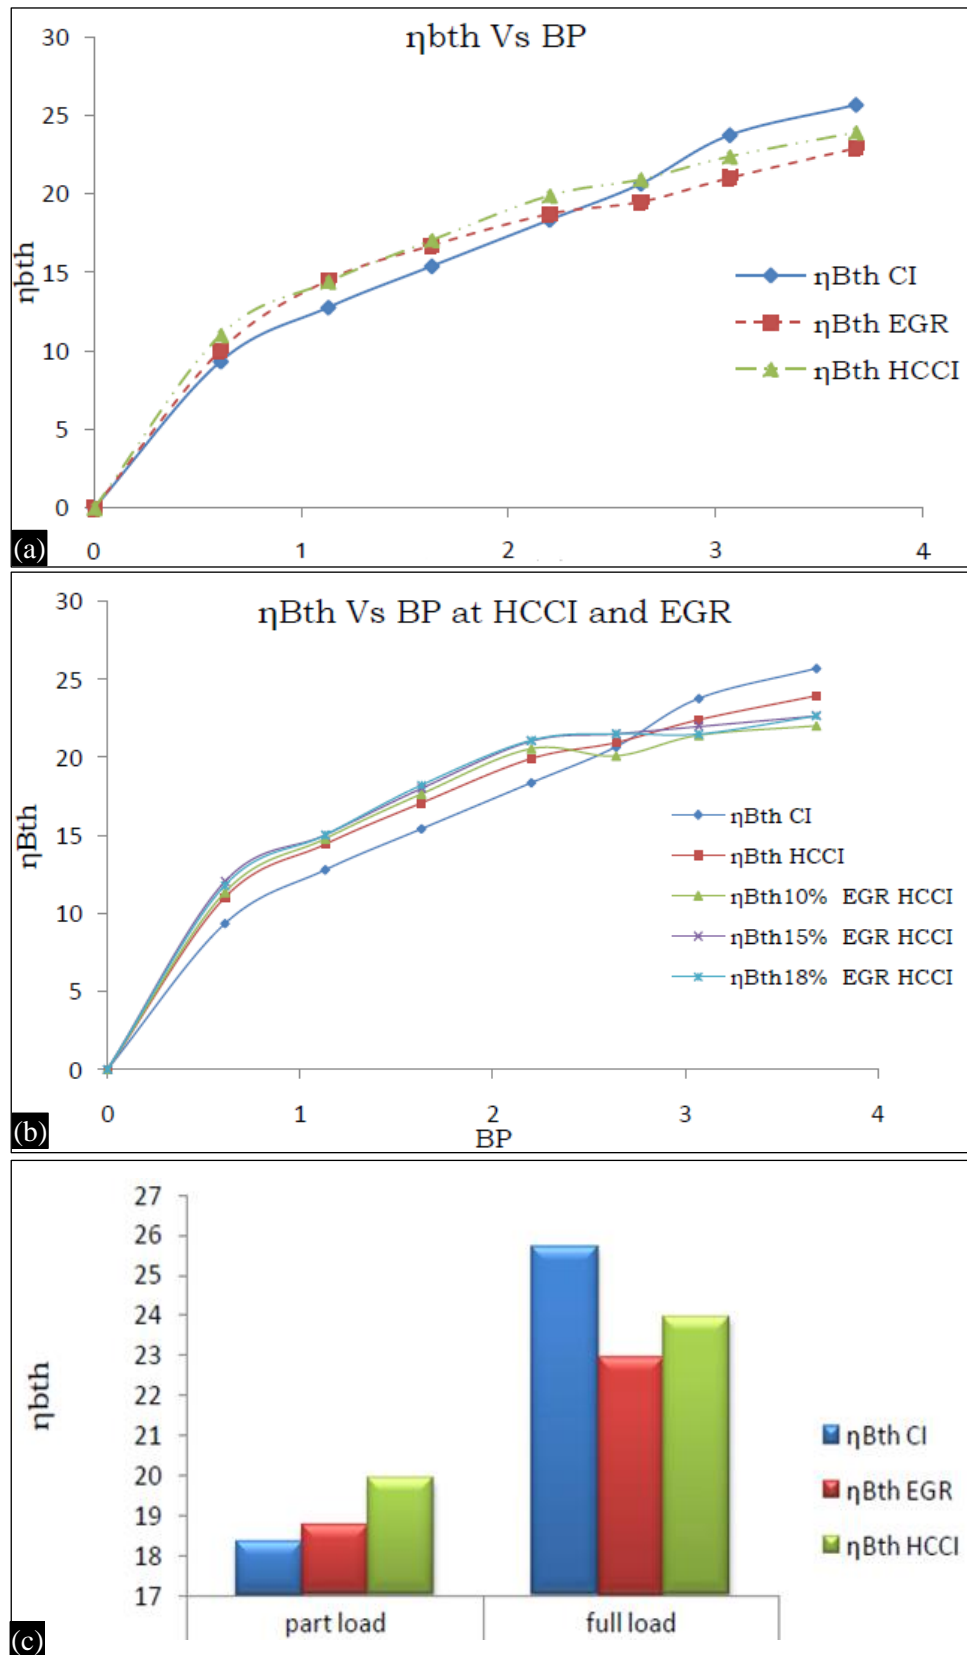 ηbth Vs BP
30
25
20
15
10
5
0
ηbth
ηBth CI
ηBth EGR
ηBth HCCI
0 1 2 3 4
(a)
ηBth Vs BP at HCCI and EGR
30
25
20
15
10
5
0
ηBth
ηBth CI
ηBth HCCI
ηBth10% EGR HCCI
ηBth15% EGR HCCI
ηBth18% EGR HCCI
0 1 2 3 4
BP
(b)
27
26
25
24
23
22
21
20
19
18
17
ηbth
ηBth CI
ηBth EGR
ηBth HCCI
part load full load
(c)